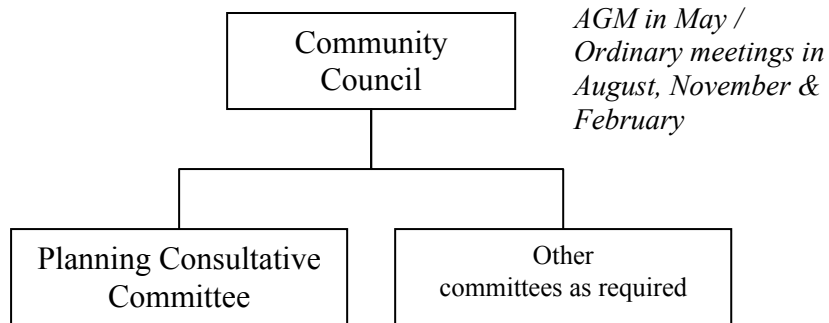 Community
Council
AGM in May /
Ordinary meetings in
August, November &
February
Planning Consultative
Committee
Other
committees as required